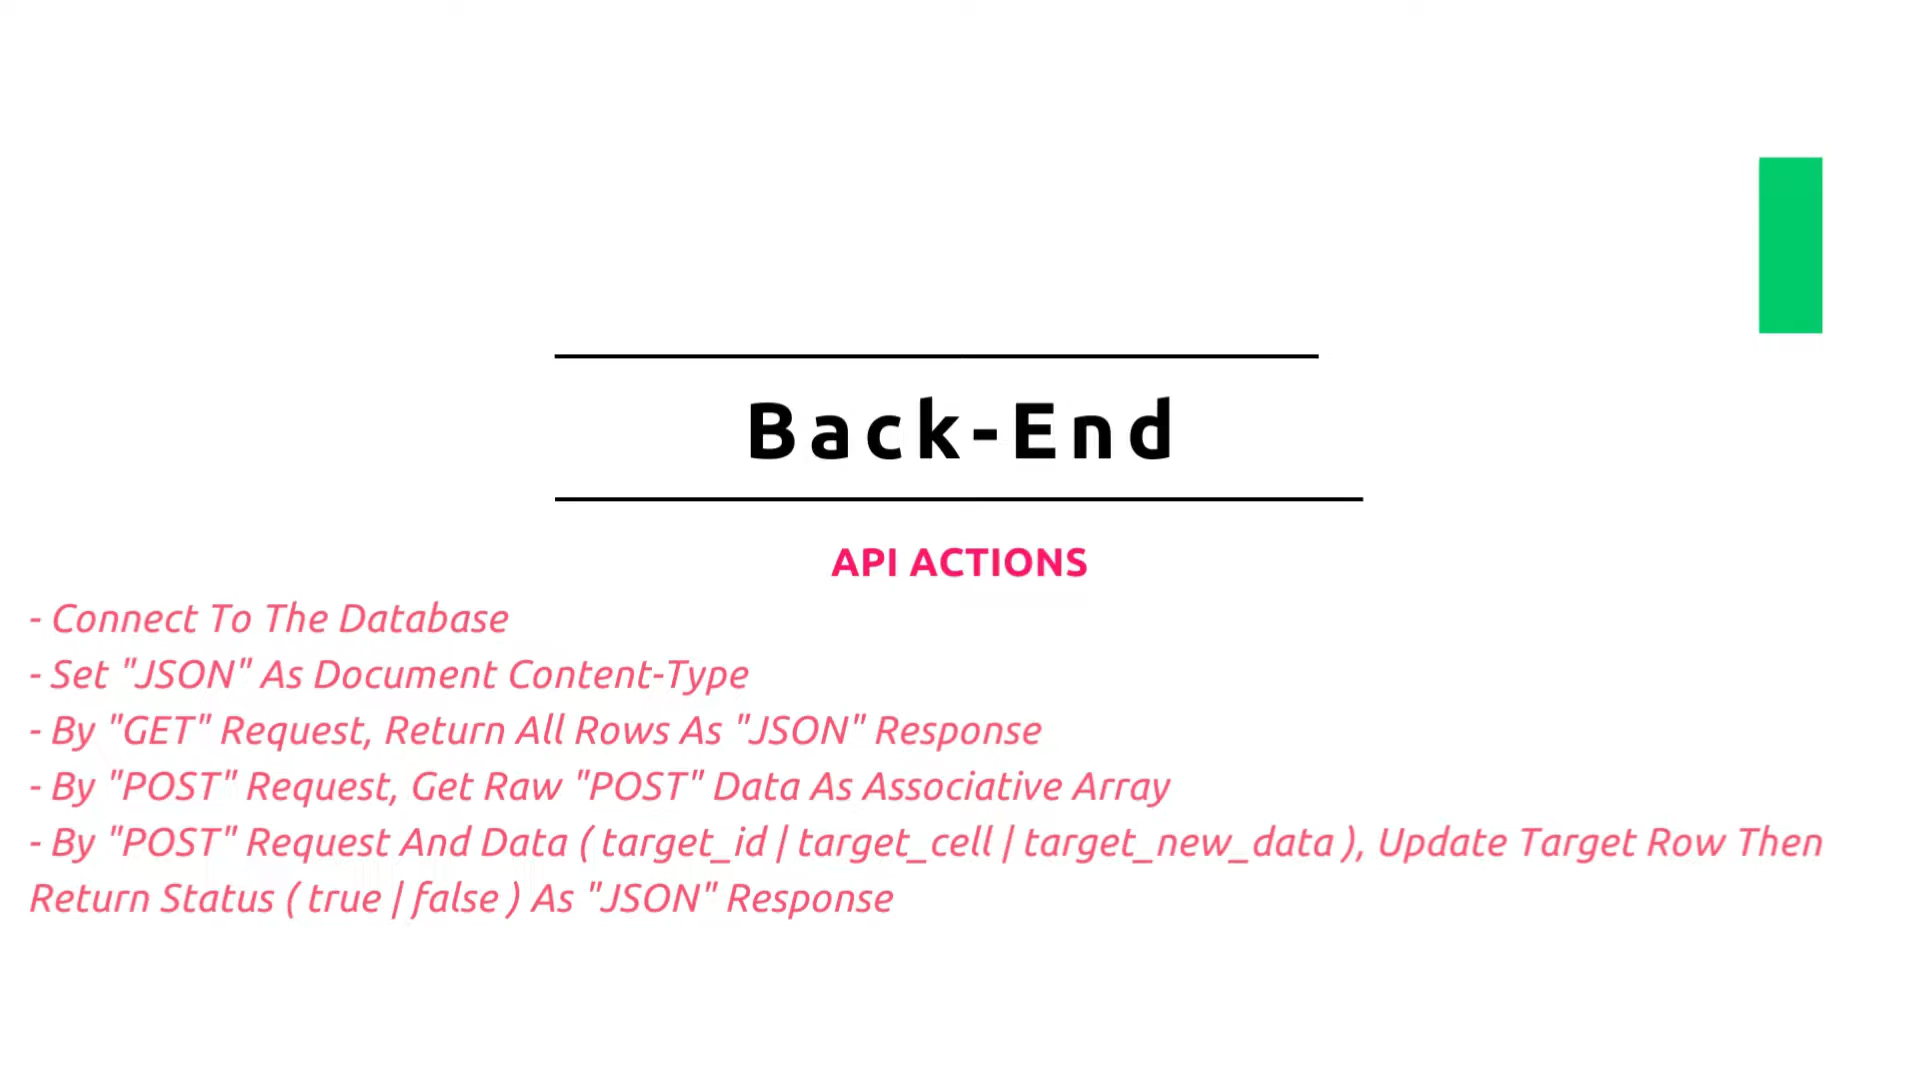 Back-End
API ACTIONS
- Connect To The Database
- Set "JSON" As Document Content-Type
- By "GET" Request, Return All Rows As "JSON" Response
- By "POST" Request, Get Raw "POST" Data As Associative Array
- By "POST" Request And Data ( target_id | target_cell | target_new_data ), Update Target Row Then
Return Status ( true | false ) As "JSON" Response